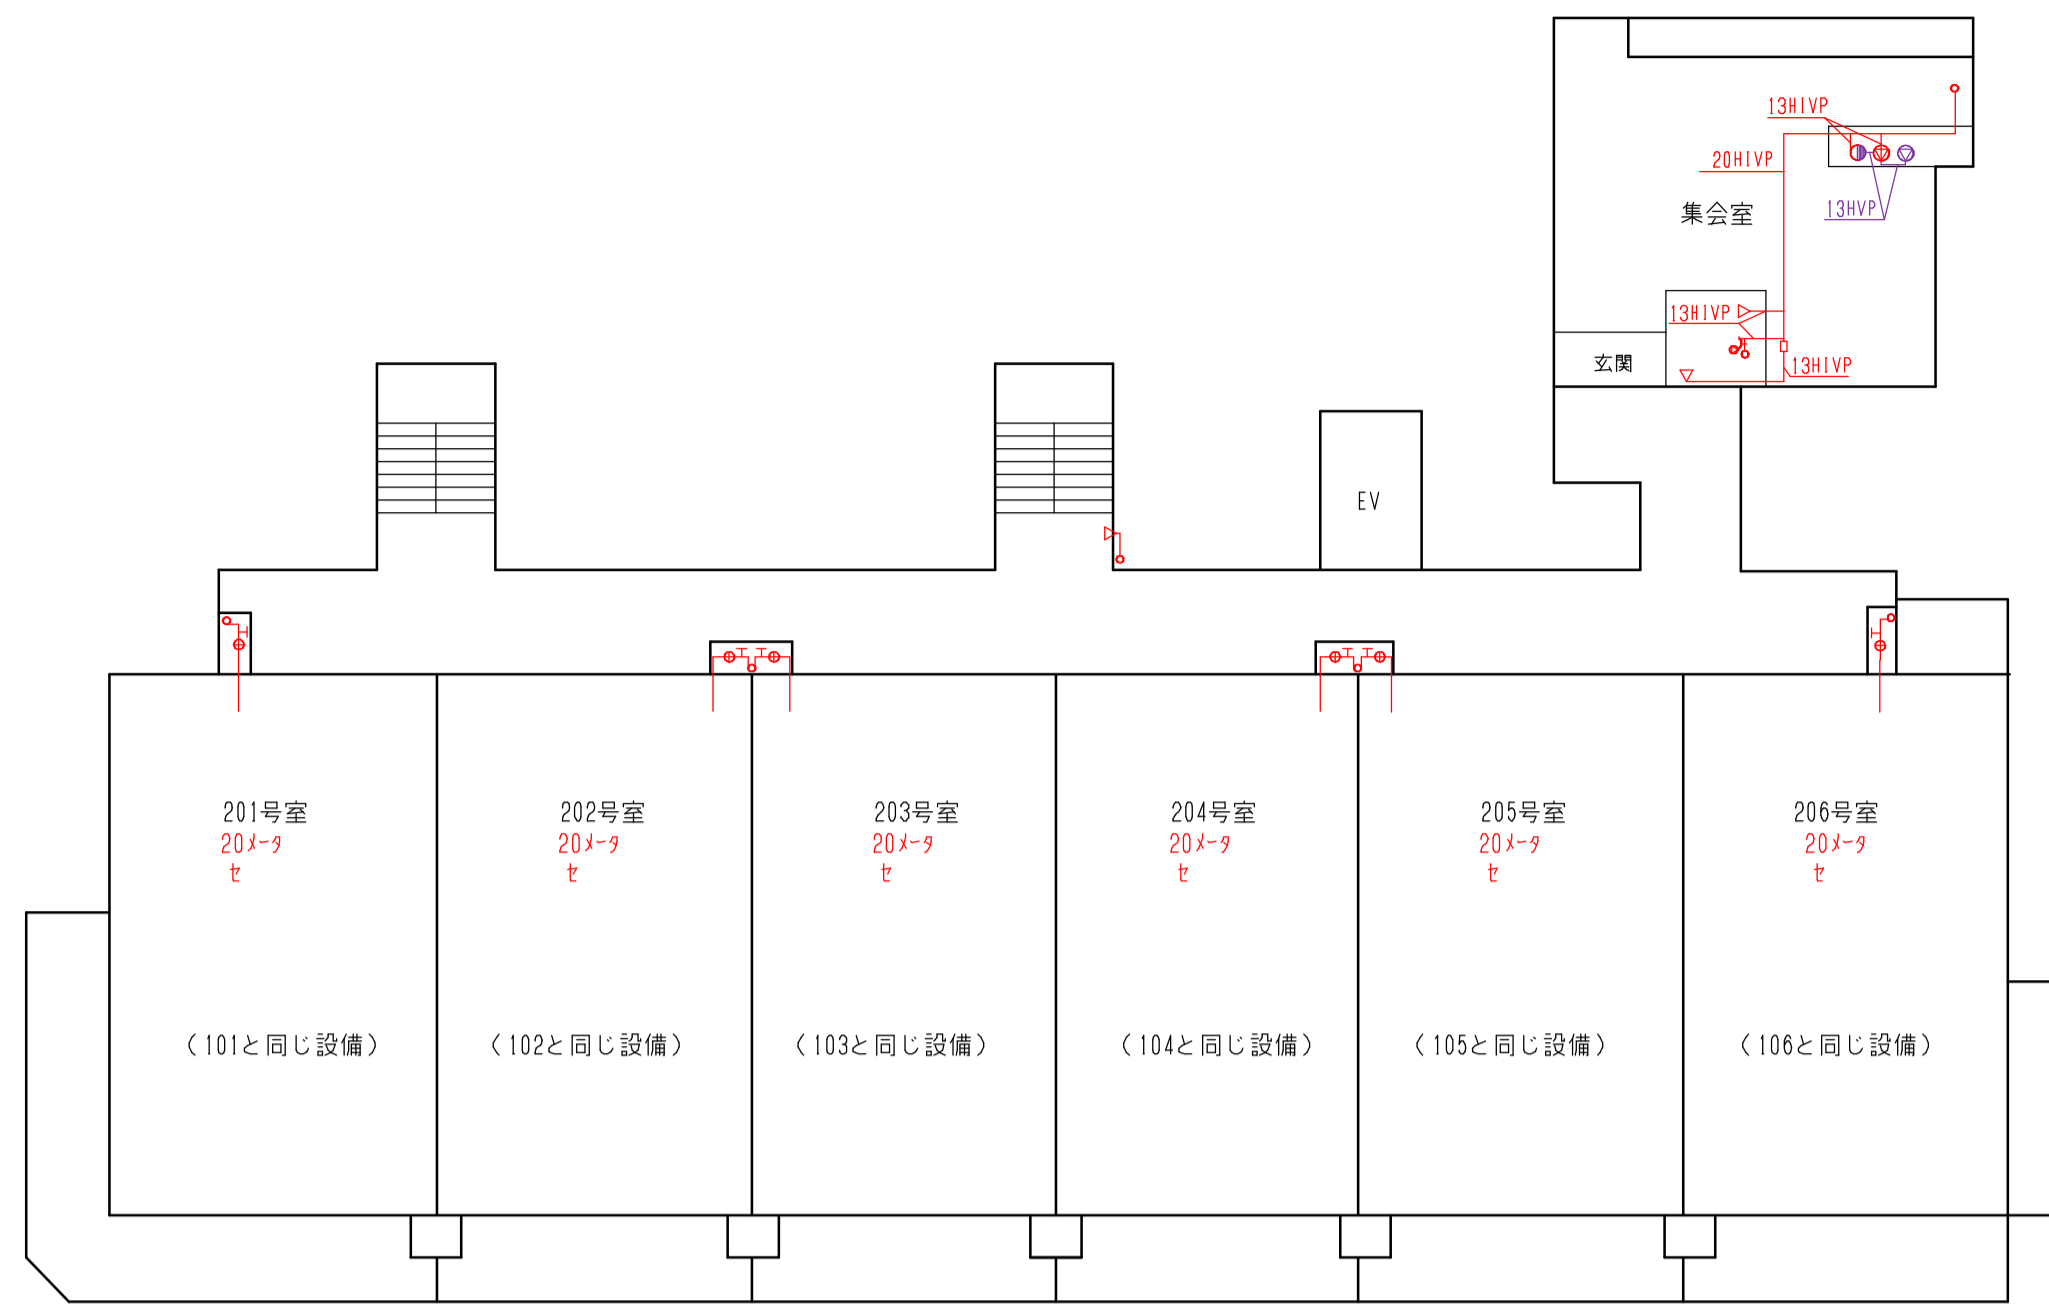 13HIVP
20HIVP
13HVP
集会室
13HIVP
玄関
13HIVP
EV
201号室
20メータ
セ
202号室
20メータ
セ
203号室
20メータ
セ
204号室
20メータ
セ
205号室
20メータ
セ
206号室
20メータ
セ
（101と同じ設備）
（102と同じ設備）
（103と同じ設備）
（104と同じ設備）
（105と同じ設備）
（106と同じ設備）